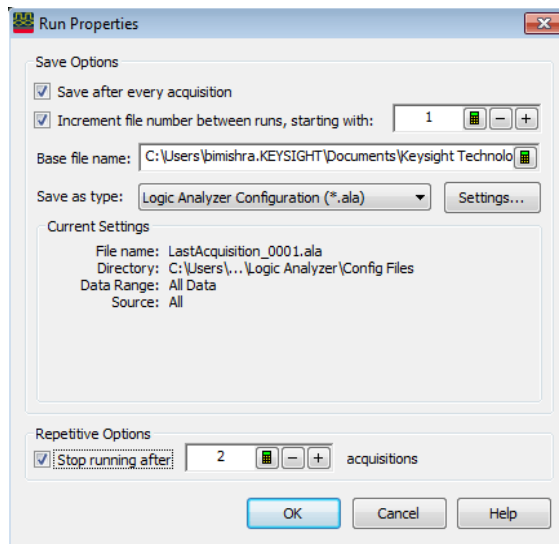 Run Properties
Save Options
Save after every acquisition
Increment file number between runs, starting with: 1
Base file name: C:\Users\bimishra.KEYSIGHT\Documents\Keysight Technolo
Save as type: Logic Analyzer Configuration (*.ala) Settings...
Current Settings
File name: LastAcquisition_0001.ala
Directory: C:\Users\...\Logic Analyzer\Config Files
Data Range: All Data
Source: All
Repetitive Options
Stop running after 2 acquisitions
OK Cancel Help